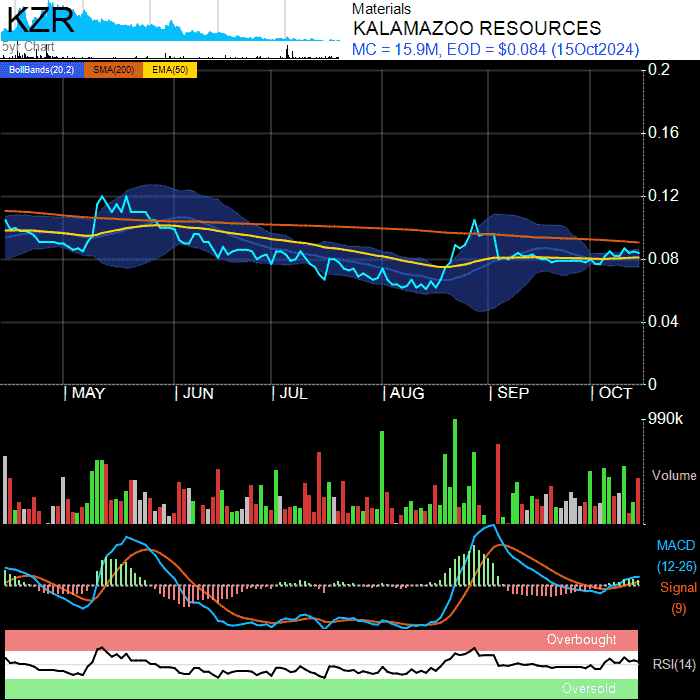 KZR
5yr Chart
Materials
KALAMAZOO RESOURCES
MC = 15.9M, EOD = $0.084 (15Oct2024)
BollBands(20,2) SMA(200) EMA(50)
0.2
0.16
0.12
0.08
0.04
0
MAY JUN JUL AUG SEP OCT
990k
Volume
MACD
(12-26)
Signal
(9)
Overbought
RSI(14)
Oversold